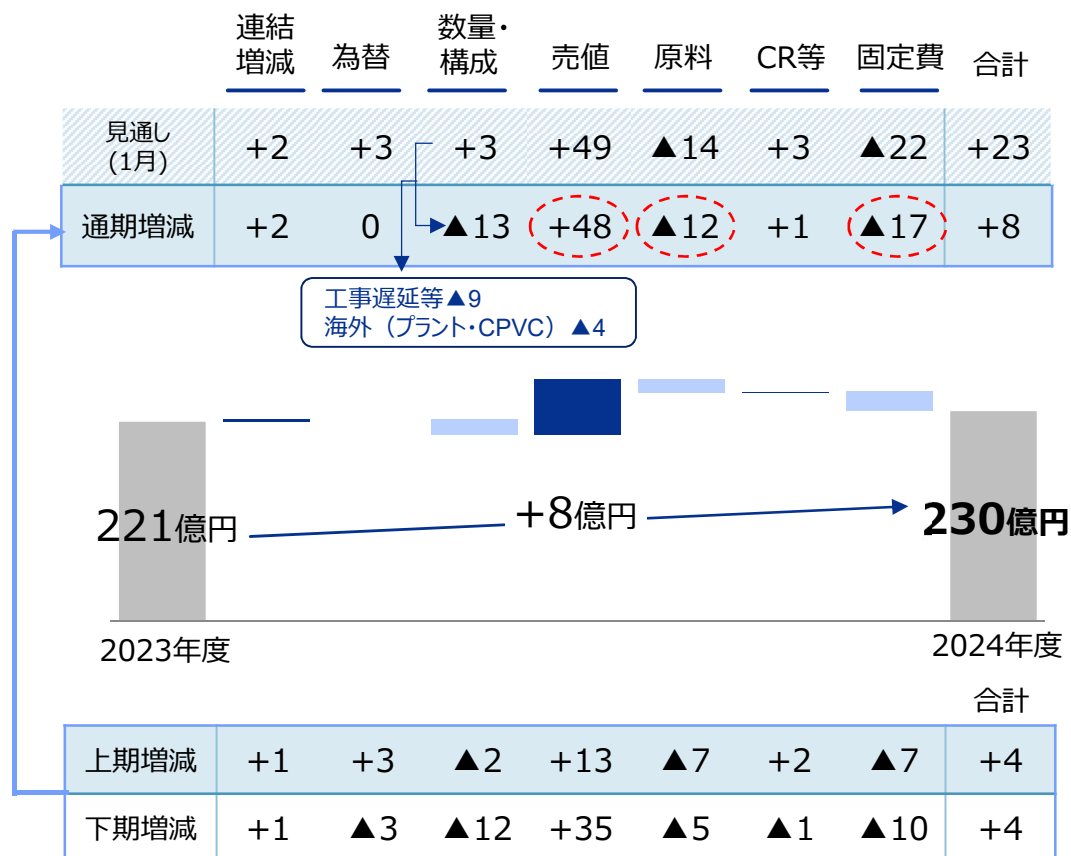 連結増減 為替 数量・構成 売値 原料 CR等 固定費 合計
見通し(1月) +2 +3 +3 +49 ▲14 +3 ▲22 +23
通期増減 +2 0 ▲13 +48 ▲12 +1 ▲17 +8
工事遅延等▲9
海外（プラント・CPVC）▲4
221億円 +8億円 230億円
2023年度 2024年度
合計
上期増減 +1 +3 ▲2 +13 ▲7 +2 ▲7 +4
下期増減 +1 ▲3 ▲12 +35 ▲5 ▲1 ▲10 +4